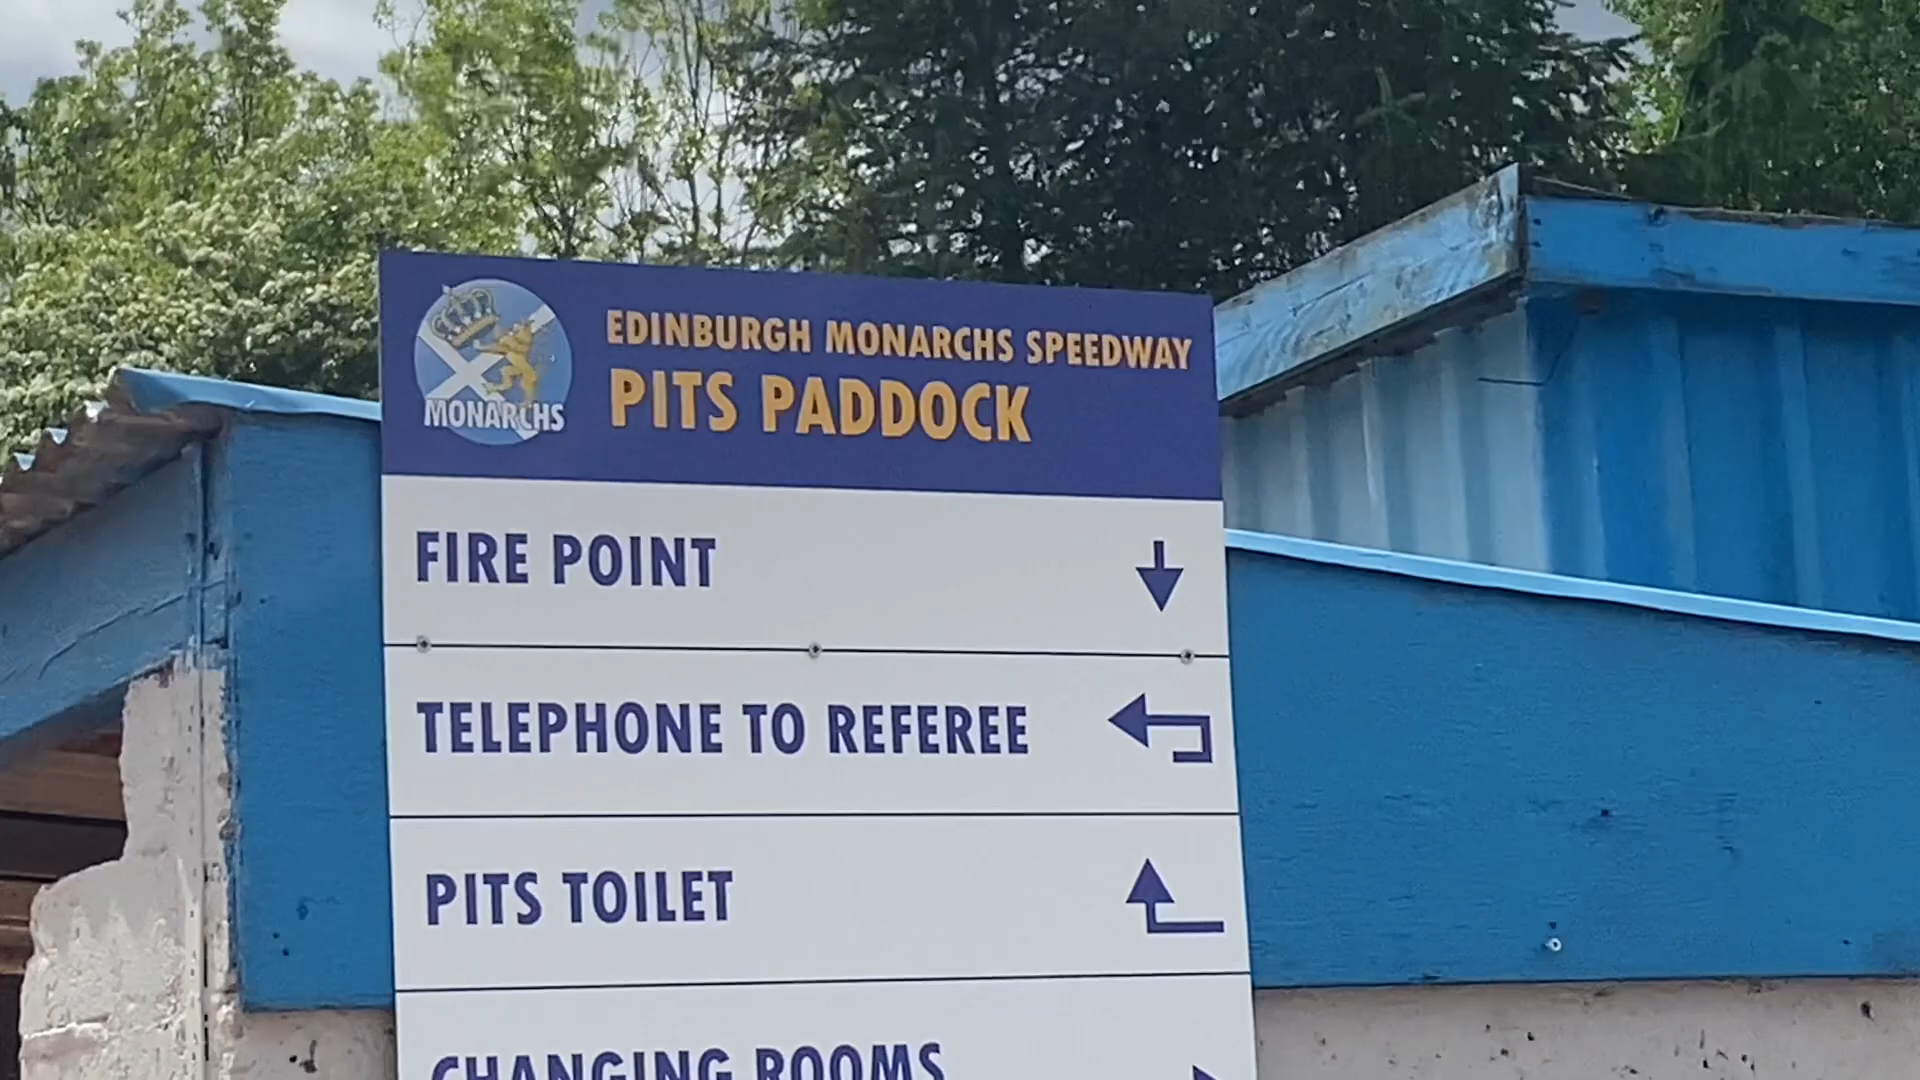 MONARCHS
EDINBURGH MONARCHS SPEEDWAY
PITS PADDOCK
FIRE POINT
TELEPHONE TO REFEREE
PITS TOILET
CHANGING ROOMS